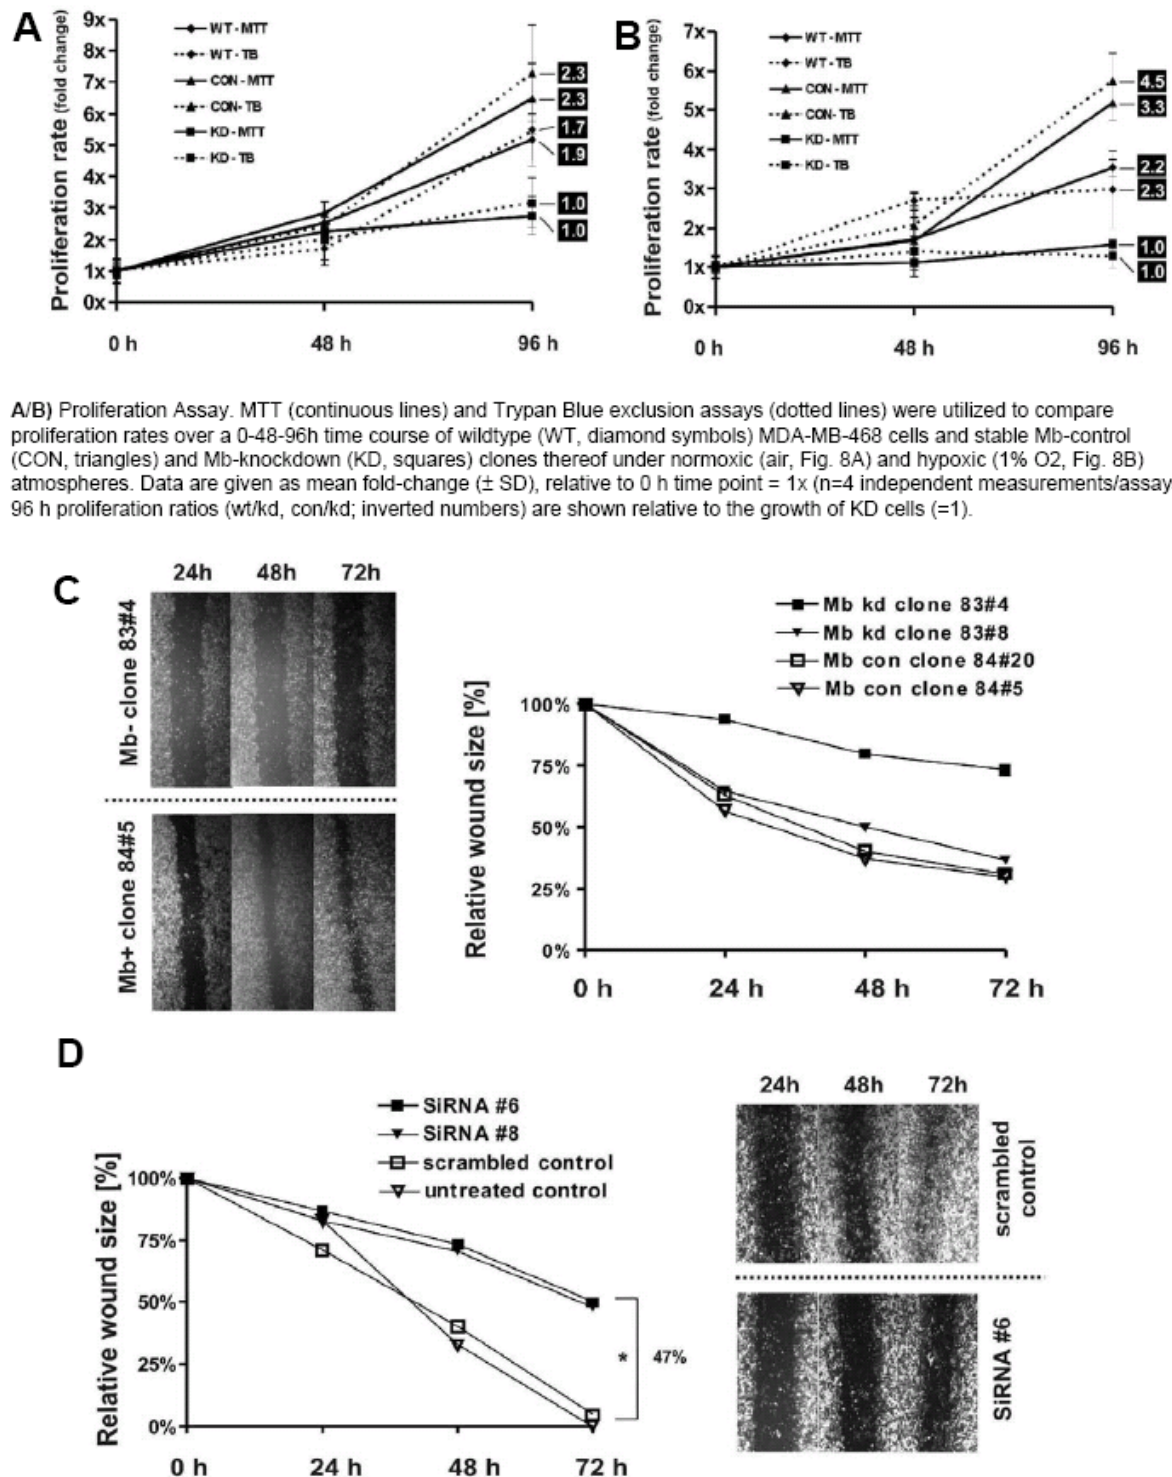 A
Proliferation rate (fold change)
9x
8x
7x
6x
5x
4x
3x
2x
1x
0x
WT - MTT
WT - TB
CON - MTT
CON - TB
KD - MTT
KD - TB
2.3
2.3
1.7
1.9
1.0
1.0
0 h
48 h
96 h
B
Proliferation rate (fold change)
7x
6x
5x
4x
3x
2x
1x
0x
WT - MTT
WT - TB
CON - MTT
CON - TB
KD - MTT
KD - TB
4.5
3.3
2.2
2.3
1.0
1.0
0 h
48 h
96 h
A/B) Proliferation Assay. MTT (continuous lines) and Trypan Blue exclusion assays (dotted lines) were utilized to compare
proliferation rates over a 0-48-96h time course of wildtype (WT, diamond symbols) MDA-MB-468 cells and stable Mb-control
(CON, triangles) and Mb-knockdown (KD, squares) clones thereof under normoxic (air, Fig. 8A) and hypoxic (1% O2, Fig. 8B)
atmospheres. Data are given as mean fold-change (± SD), relative to 0 h time point = 1x (n=4 independent measurements/assay
96 h proliferation ratios (wt/kd, con/kd; inverted numbers) are shown relative to the growth of KD cells (=1).
C
24h 48h 72h
Mb- clone 83#4
Mb+ clone 84#5
Mb kd clone 83#4
Mb kd clone 83#8
Mb con clone 84#20
Mb con clone 84#5
Relative wound size [%]
100%
75%
50%
25%
0%
0 h 24 h 48 h 72 h
D
SiRNA #6
SiRNA #8
scrambled control
untreated control
Relative wound size [%]
100%
75%
50%
25%
0%
* 47%
0 h 24 h 48 h 72 h
24h 48h 72h
scrambled
control
SiRNA #6